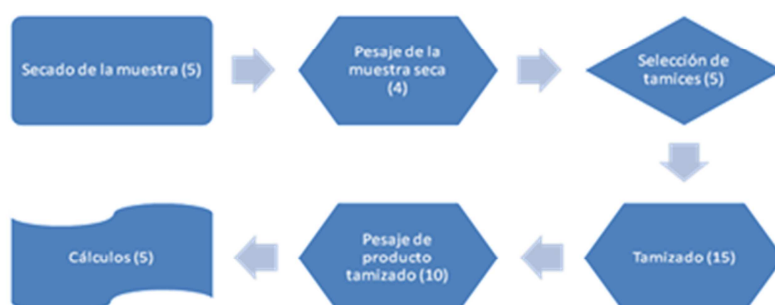 Secado de la muestra (5)
Pesaje de la
muestra seca
(4)
Selección de
tamices (5)
Tamizado (15)
Pesaje de
producto
tamizado (10)
Cálculos (5)